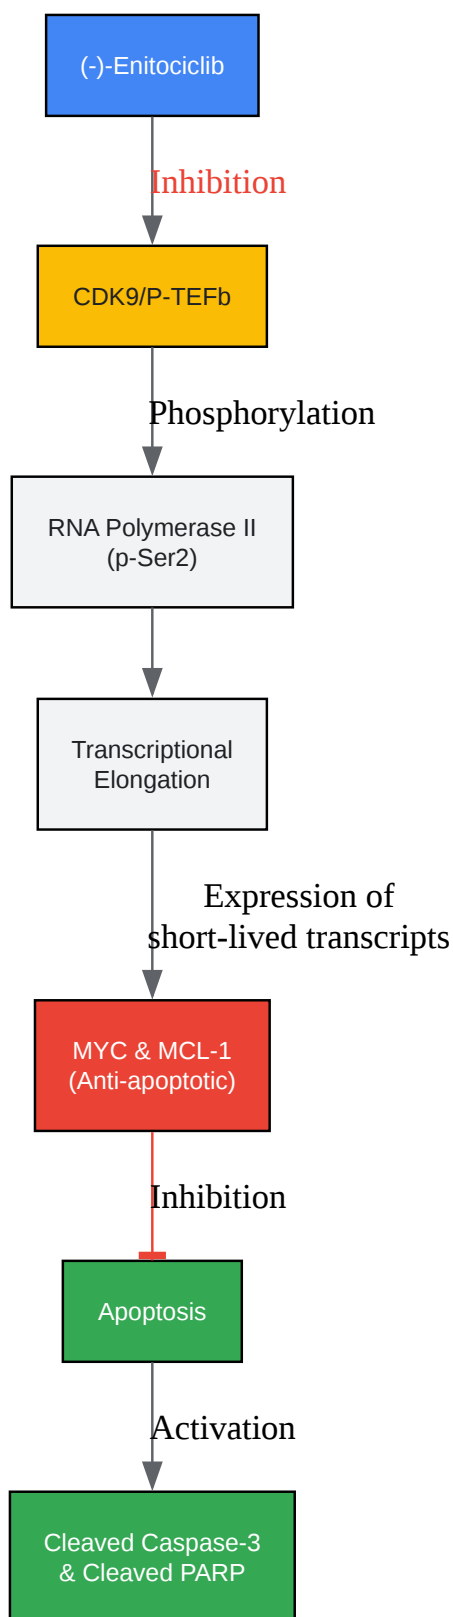 (-)-Enitociclib
Inhibition
CDK9/P-TEFb
Phosphorylation
RNA Polymerase II
(p-Ser2)
Transcriptional
Elongation
Expression of
short-lived transcripts
MYC & MCL-1
(Anti-apoptotic)
Inhibition
Apoptosis
Activation
Cleaved Caspase-3
& Cleaved PARP